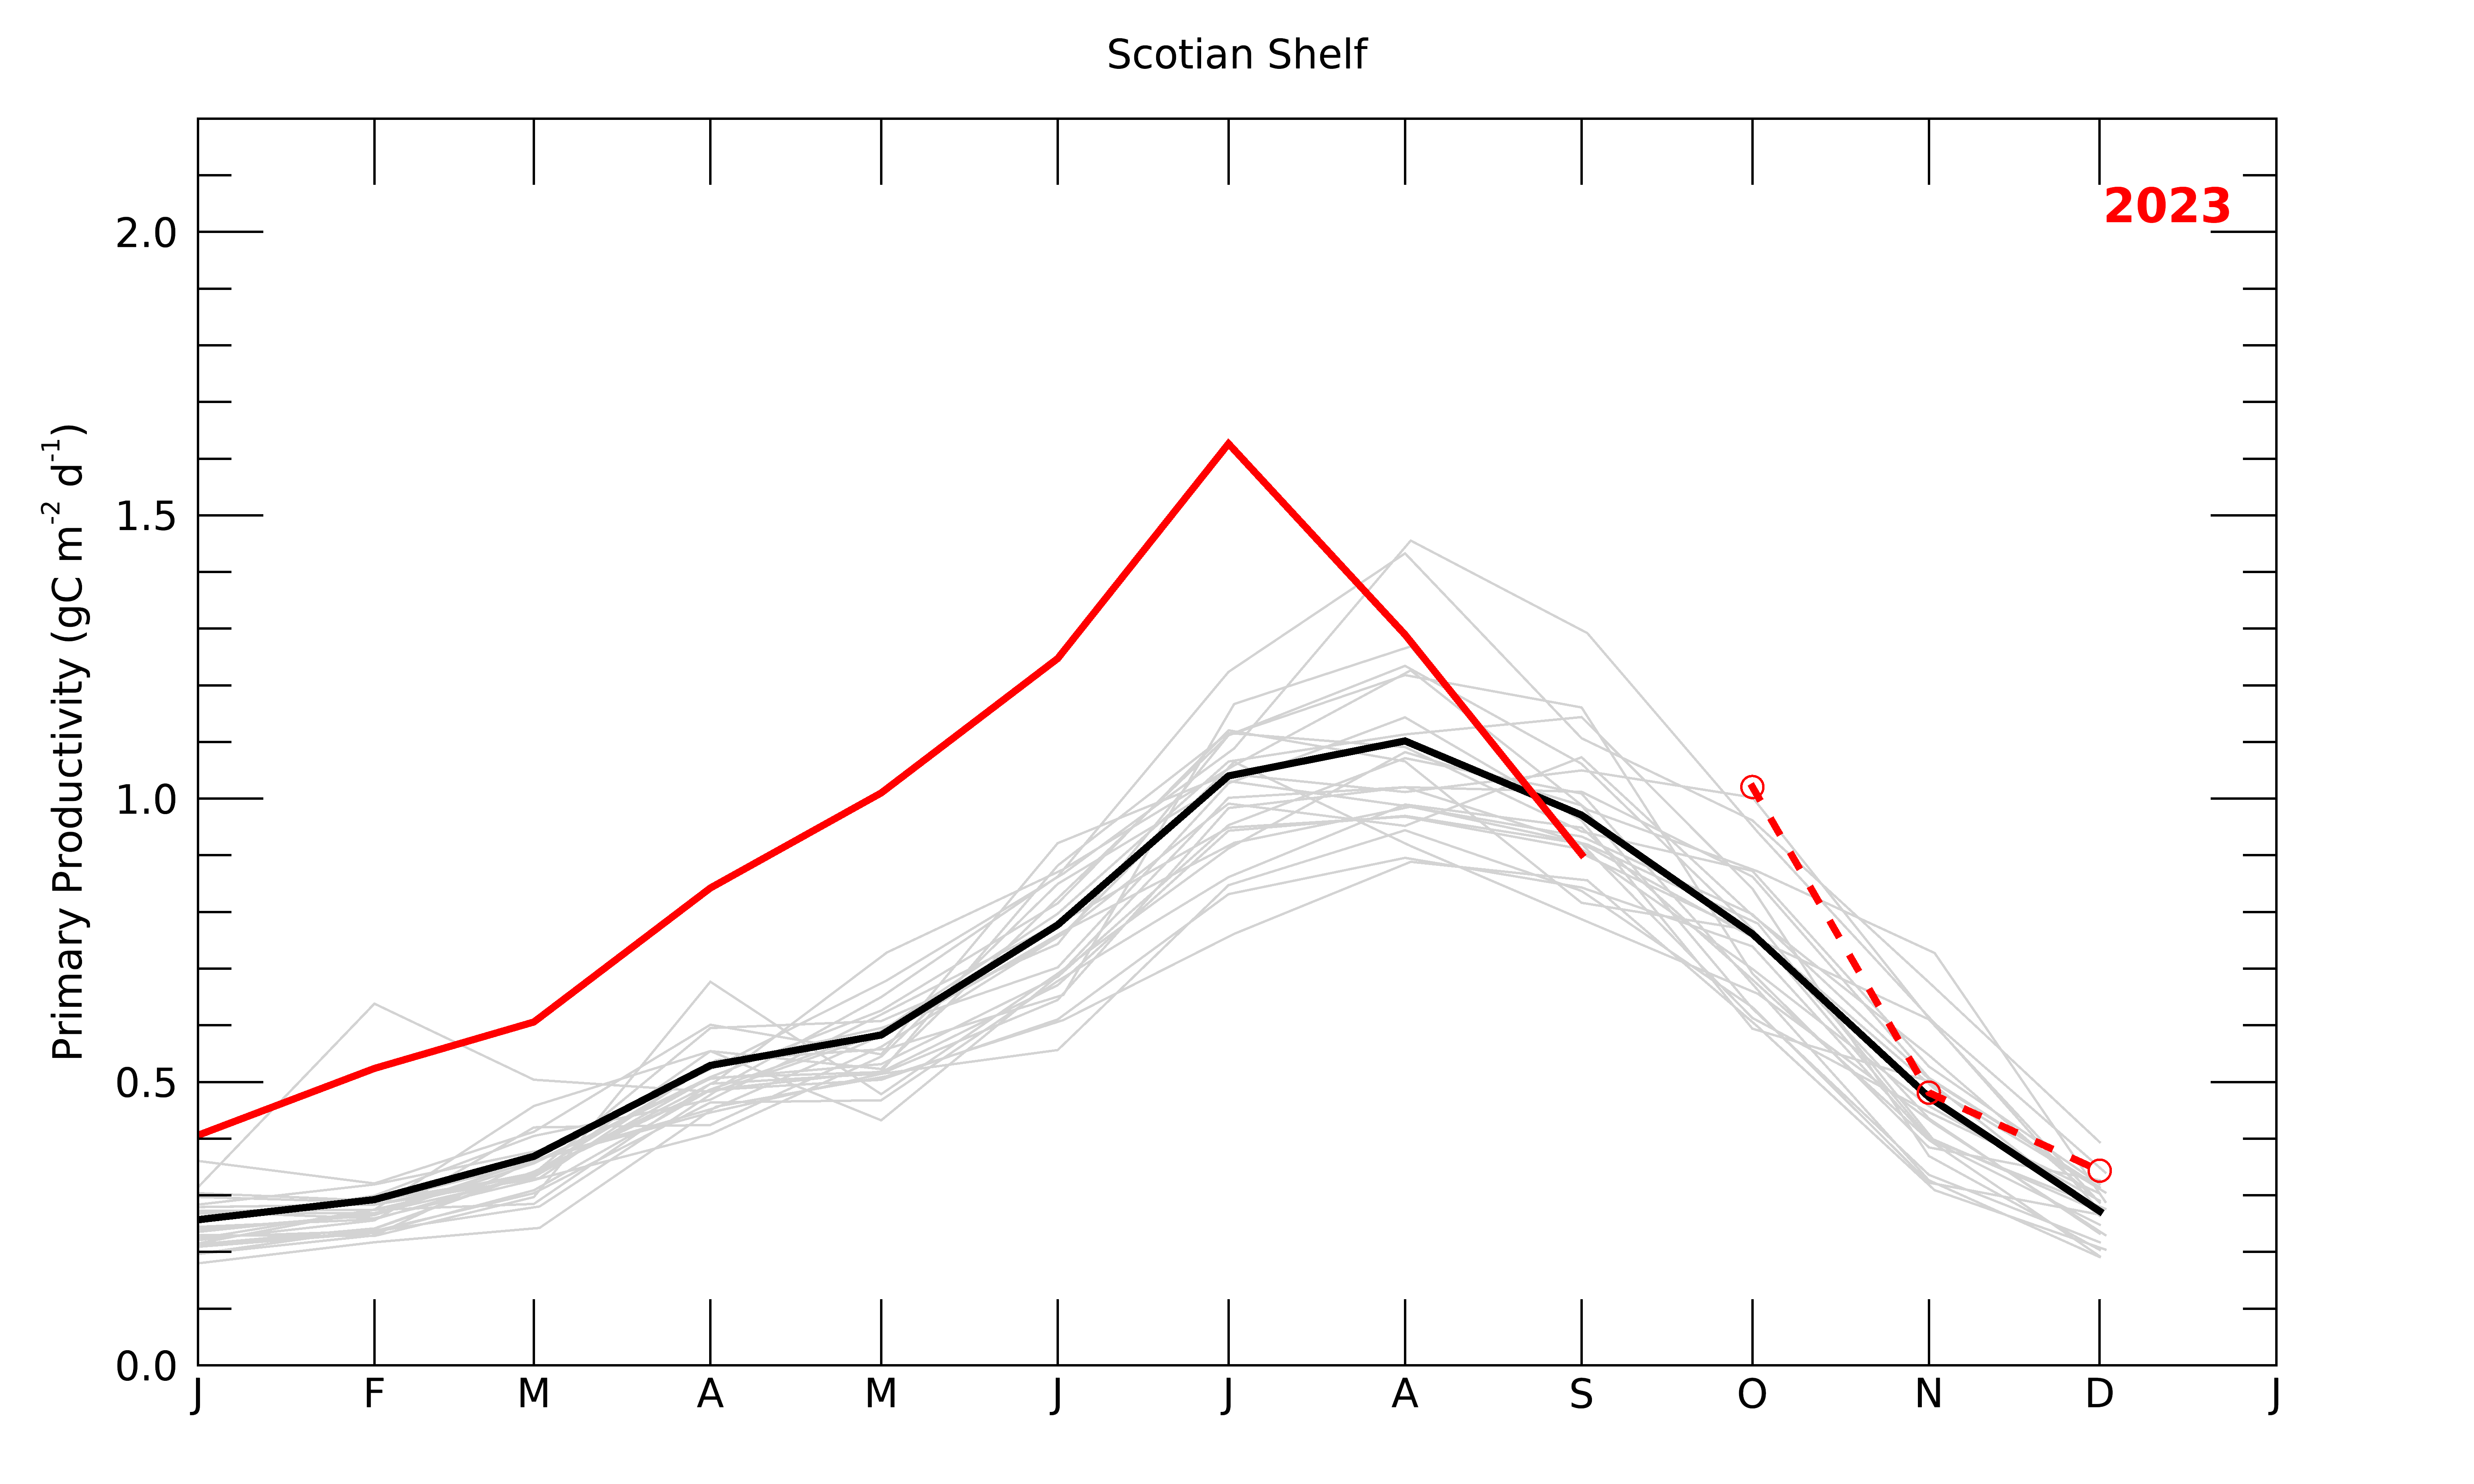 Scotian Shelf
2023
Primary Productivity (gC m-2 d-1)
2.0
1.5
1.0
0.5
0.0
J F M A M J J A S O N D J